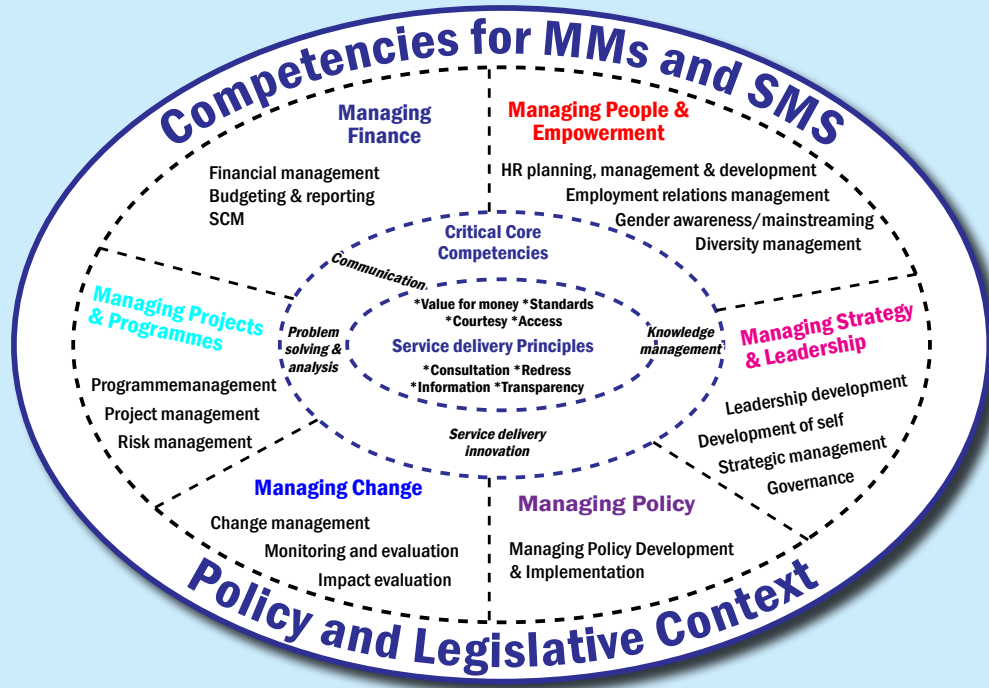 Competencies for MMs and SMS
Managing
Finance
Financial management
Budgeting & reporting
SCM
Managing People &
Empowerment
HR planning, management & development
Employment relations management
Gender awareness/mainstreaming
Diversity management
Critical Core
Competencies
Communication
*Value for money *Standards
*Courtesy *Access
Service delivery Principles
*Consultation *Redress
*Information *Transparency
Problem
solving &
analysis
Knowledge
management
Service delivery
innovation
Managing Projects
& Programmes
Programmemanagement
Project management
Risk management
Managing Strategy
& Leadership
Leadership development
Development of self
Strategic management
Governance
Managing Change
Change management
Monitoring and evaluation
Impact evaluation
Managing Policy
Managing Policy Development
& Implementation
Policy and Legislative Context